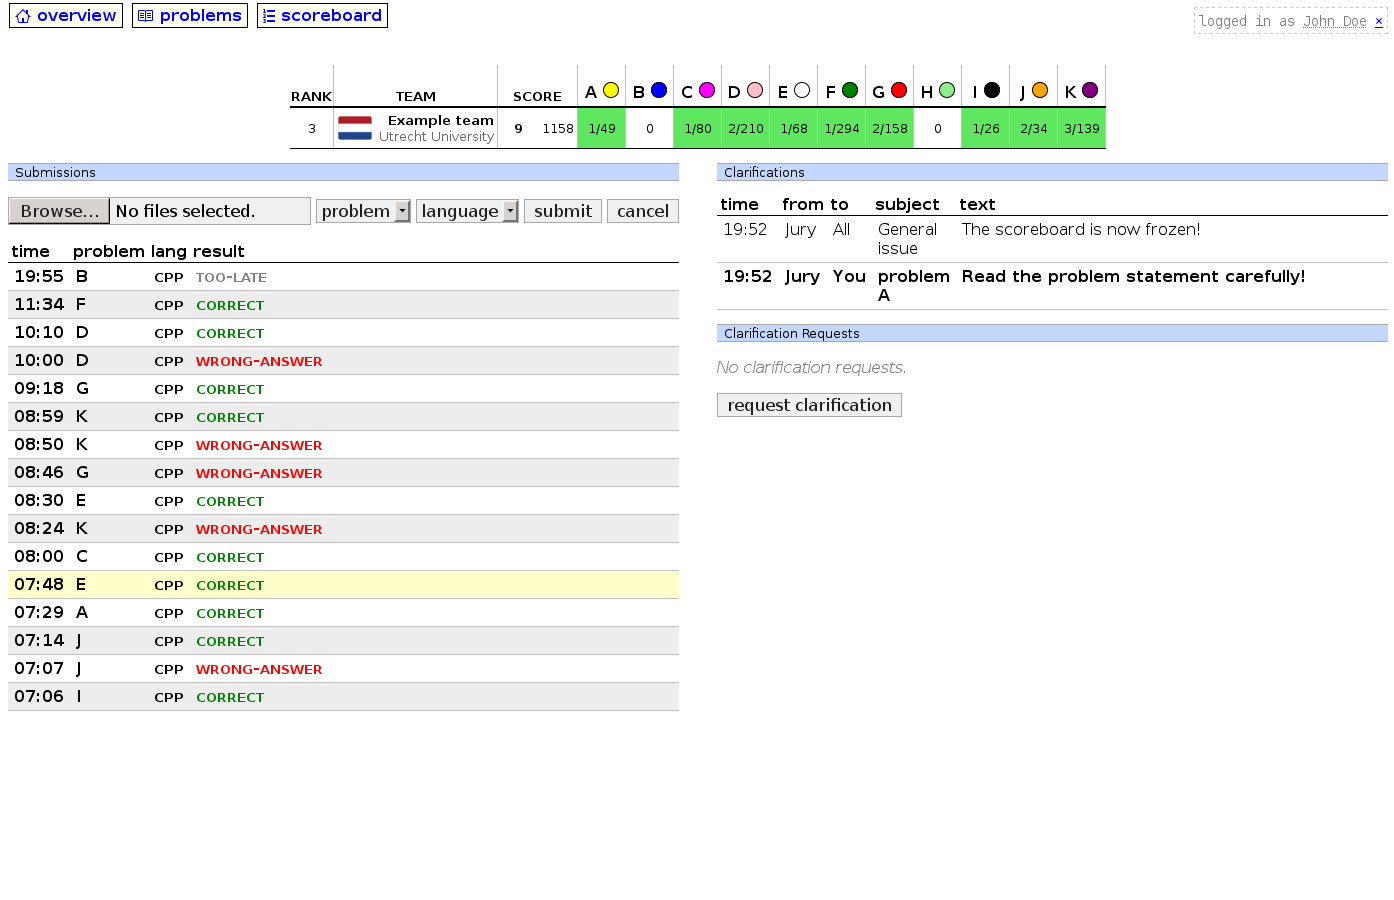 overview problems scoreboard
logged in as John Doe ×
RANK TEAM SCORE A B C D E F G H I J K
3 Example team 9 1158 1/49 0 1/80 2/210 1/68 1/294 2/158 0 1/26 2/34 3/139
Utrecht University
Submissions
Browse... No files selected. problem language submit cancel
time problem lang result
19:55 B CPP TOO-LATE
11:34 F CPP CORRECT
10:10 D CPP CORRECT
10:00 D CPP WRONG-ANSWER
09:18 G CPP CORRECT
08:59 K CPP CORRECT
08:50 K CPP WRONG-ANSWER
08:46 G CPP WRONG-ANSWER
08:30 E CPP CORRECT
08:24 K CPP WRONG-ANSWER
08:00 C CPP CORRECT
07:48 E CPP CORRECT
07:29 A CPP CORRECT
07:14 J CPP CORRECT
07:07 J CPP WRONG-ANSWER
07:06 I CPP CORRECT
Clarifications
time from to subject text
19:52 Jury All General The scoreboard is now frozen!
issue
19:52 Jury You problem Read the problem statement carefully!
A
Clarification Requests
No clarification requests.
request clarification